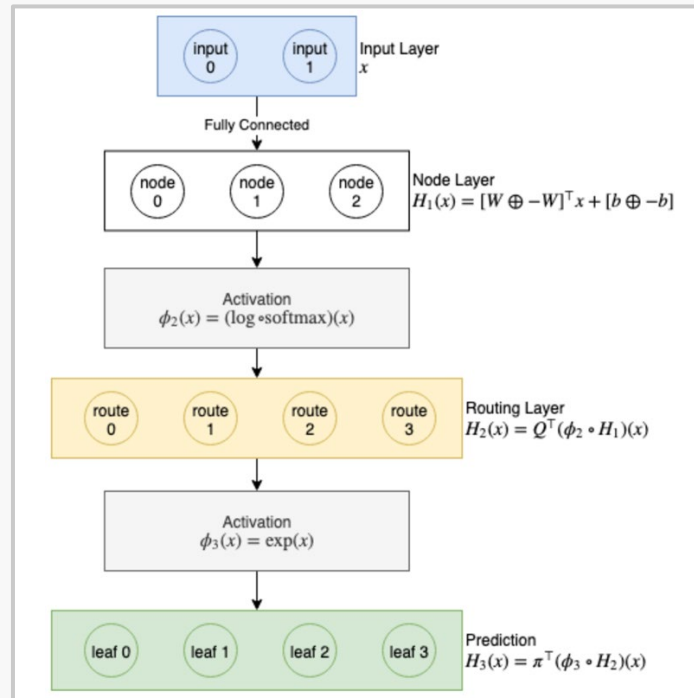 input 0
input 1
Input Layer
x
Fully Connected
node 0
node 1
node 2
Node Layer
H₁(x) = [W ⊕ −W]ᵀx + [b ⊕ −b]
Activation
ϕ₂(x) = (log∘softmax)(x)
route 0
route 1
route 2
route 3
Routing Layer
H₂(x) = Qᵀ(ϕ₂ ∘ H₁)(x)
Activation
ϕ₃(x) = exp(x)
leaf 0
leaf 1
leaf 2
leaf 3
Prediction
H₃(x) = πᵀ(ϕ₃ ∘ H₂)(x)